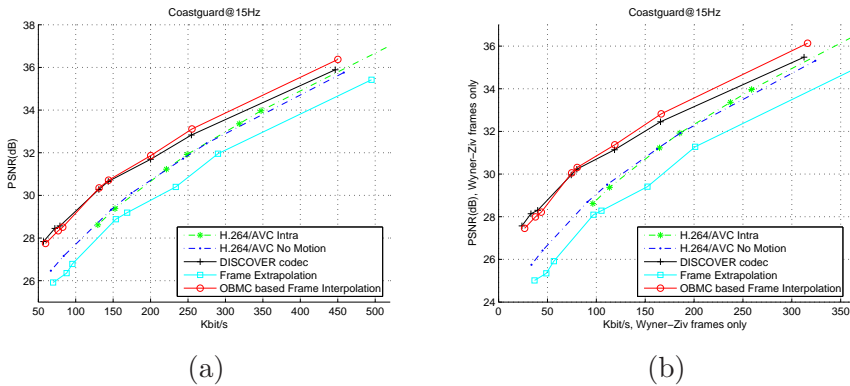 Coastguard@15Hz
PSNR(dB)
38
36
34
32
30
28
26
H.264/AVC Intra
H.264/AVC No Motion
DISCOVER codec
Frame Extrapolation
OBMC based Frame Interpolation
50 100 150 200 250 300 350 400 450 500
Kbit/s
(a)
Coastguard@15Hz
PSNR(dB), Wyner−Ziv frames only
36
34
32
30
28
26
24
H.264/AVC Intra
H.264/AVC No Motion
DISCOVER codec
Frame Extrapolation
OBMC based Frame Interpolation
0 50 100 150 200 250 300 350
Kbit/s, Wyner−Ziv frames only
(b)